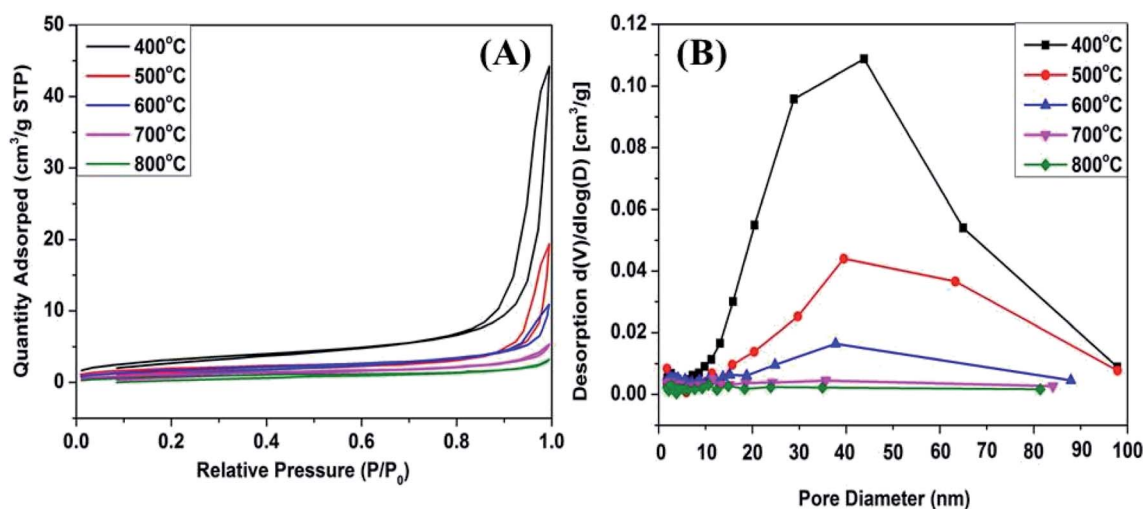 (A)
400°C
500°C
600°C
700°C
800°C
Quantity Adsorped (cm³/g STP)
50
40
30
20
10
0
0.0 0.2 0.4 0.6 0.8 1.0
Relative Pressure (P/P₀)
(B)
400°C
500°C
600°C
700°C
800°C
Desorption d(V)/dlog(D) [cm³/g]
0.12
0.10
0.08
0.06
0.04
0.02
0.00
0 10 20 30 40 50 60 70 80 90 100
Pore Diameter (nm)